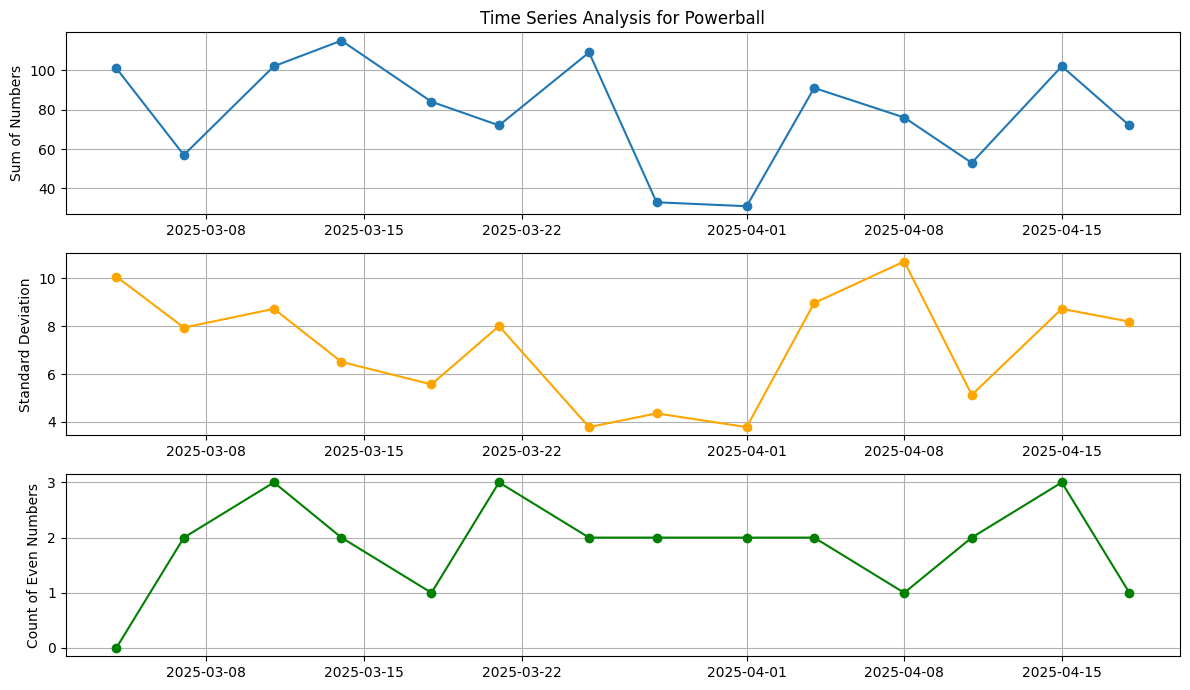 Time Series Analysis for Powerball
Sum of Numbers
100
80
60
40
2025-03-08 2025-03-15 2025-03-22 2025-04-01 2025-04-08 2025-04-15
Standard Deviation
10
8
6
4
2025-03-08 2025-03-15 2025-03-22 2025-04-01 2025-04-08 2025-04-15
Count of Even Numbers
3
2
1
0
2025-03-08 2025-03-15 2025-03-22 2025-04-01 2025-04-08 2025-04-15